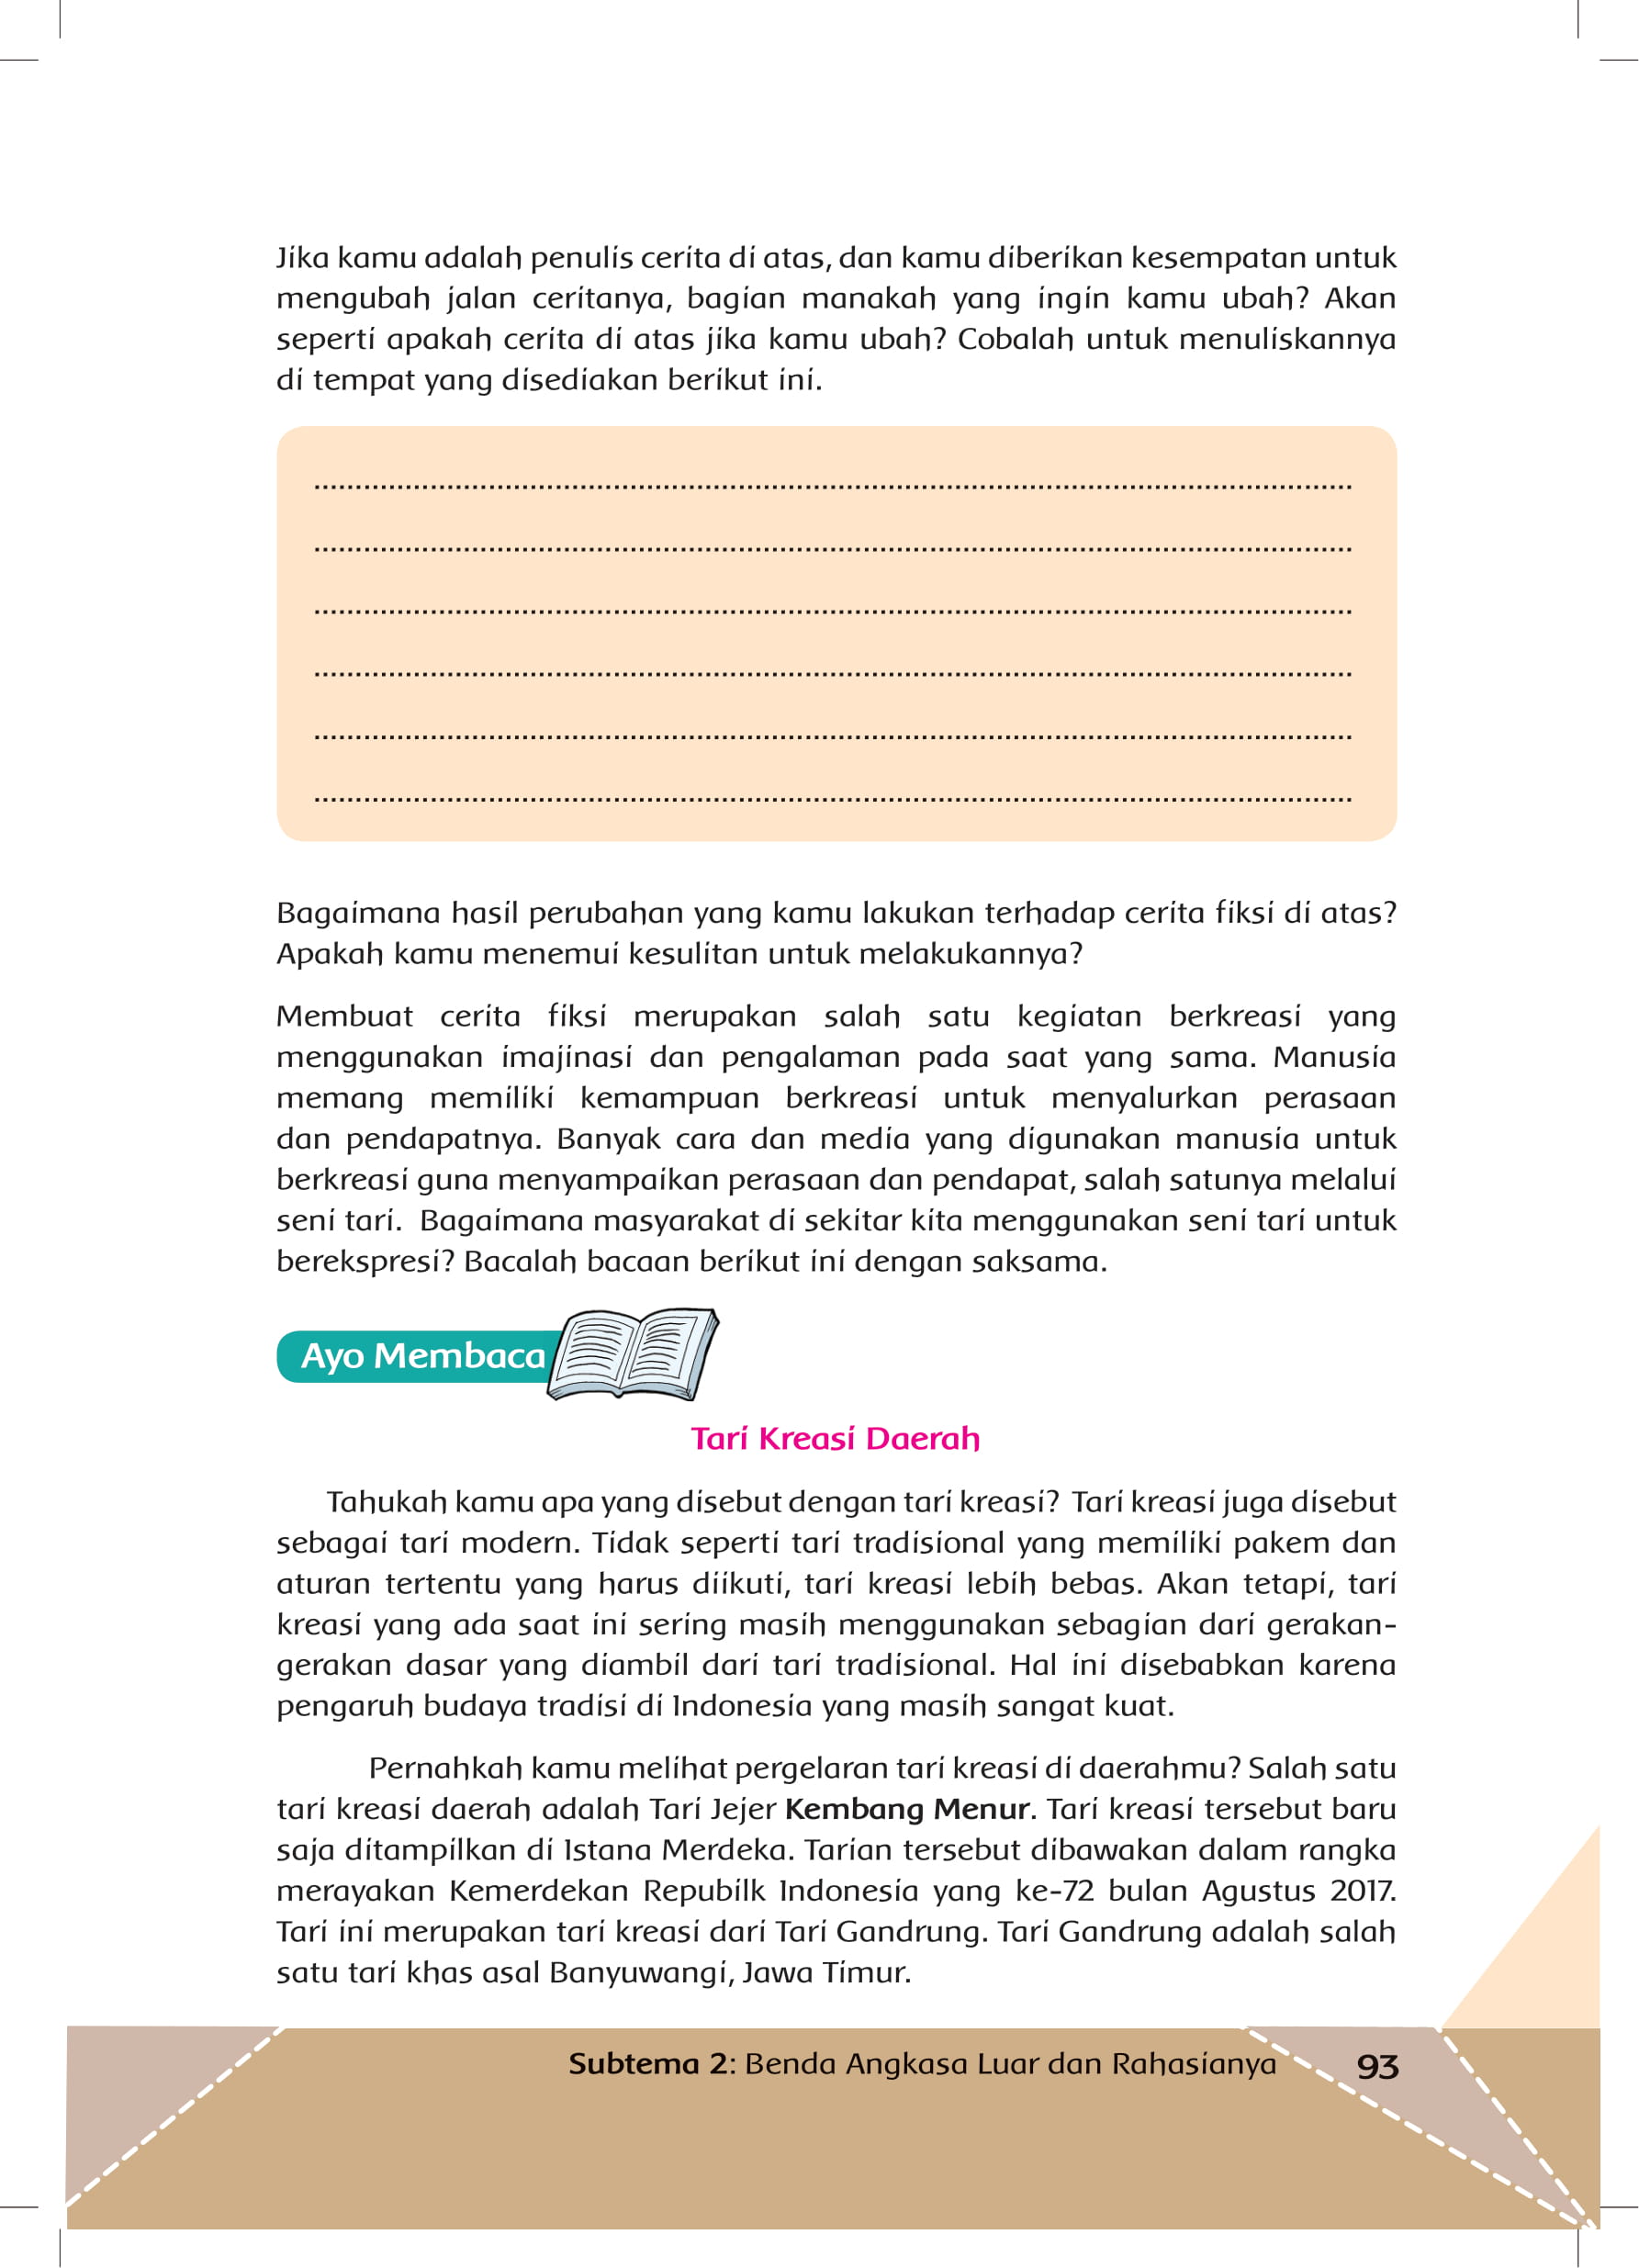 Jika kamu adalah penulis cerita di atas, dan kamu diberikan kesempatan untuk
mengubah jalan ceritanya, bagian manakah yang ingin kamu ubah? Akan
seperti apakah cerita di atas jika kamu ubah? Cobalah untuk menuliskannya
di tempat yang disediakan berikut ini.
Bagaimana hasil perubahan yang kamu lakukan terhadap cerita fiksi di atas?
Apakah kamu menemui kesulitan untuk melakukannya?
Membuat cerita fiksi merupakan salah satu kegiatan berkreasi yang
menggunakan imajinasi dan pengalaman pada saat yang sama. Manusia
memang memiliki kemampuan berkreasi untuk menyalurkan perasaan
dan pendapatnya. Banyak cara dan media yang digunakan manusia untuk
berkreasi guna menyampaikan perasaan dan pendapat, salah satunya melalui
seni tari. Bagaimana masyarakat di sekitar kita menggunakan seni tari untuk
berekspresi? Bacalah bacaan berikut ini dengan saksama.
Ayo Membaca
Tari Kreasi Daerah
Tahukah kamu apa yang disebut dengan tari kreasi? Tari kreasi juga disebut
sebagai tari modern. Tidak seperti tari tradisional yang memiliki pakem dan
aturan tertentu yang harus diikuti, tari kreasi lebih bebas. Akan tetapi, tari
kreasi yang ada saat ini sering masih menggunakan sebagian dari gerakan-
gerakan dasar yang diambil dari tari tradisional. Hal ini disebabkan karena
pengaruh budaya tradisi di Indonesia yang masih sangat kuat.
Pernahkah kamu melihat pergelaran tari kreasi di daerahmu? Salah satu
tari kreasi daerah adalah Tari Jejer Kembang Menur. Tari kreasi tersebut baru
saja ditampilkan di Istana Merdeka. Tarian tersebut dibawakan dalam rangka
merayakan Kemerdekan Repubilk Indonesia yang ke-72 bulan Agustus 2017.
Tari ini merupakan tari kreasi dari Tari Gandrung. Tari Gandrung adalah salah
satu tari khas asal Banyuwangi, Jawa Timur.
Subtema 2: Benda Angkasa Luar dan Rahasianya 93